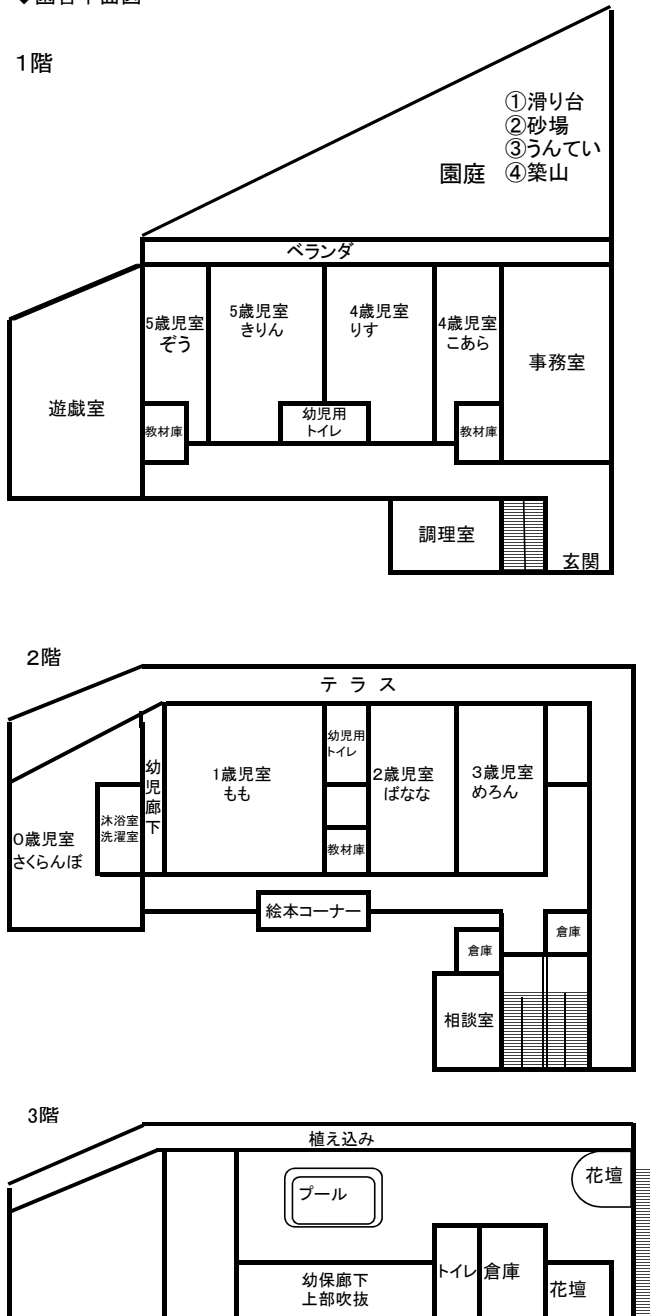 1階
①滑り台
②砂場
③うんてい
園庭 ④築山
ベランダ
5歳児室
ぞう
5歳児室
きりん
4歳児室
りす
4歳児室
こあら
事務室
遊戯室
教材庫
幼児用
トイレ
教材庫
調理室
玄関
2階
テラス
幼児廊下
1歳児室
もも
幼児用
トイレ
2歳児室
ばなな
3歳児室
めろん
沐浴室
洗濯室
0歳児室
さくらんぼ
教材庫
絵本コーナー
倉庫
倉庫
相談室
3階
植え込み
プール
花壇
トイレ
倉庫
幼保廊下
上部吹抜
花壇